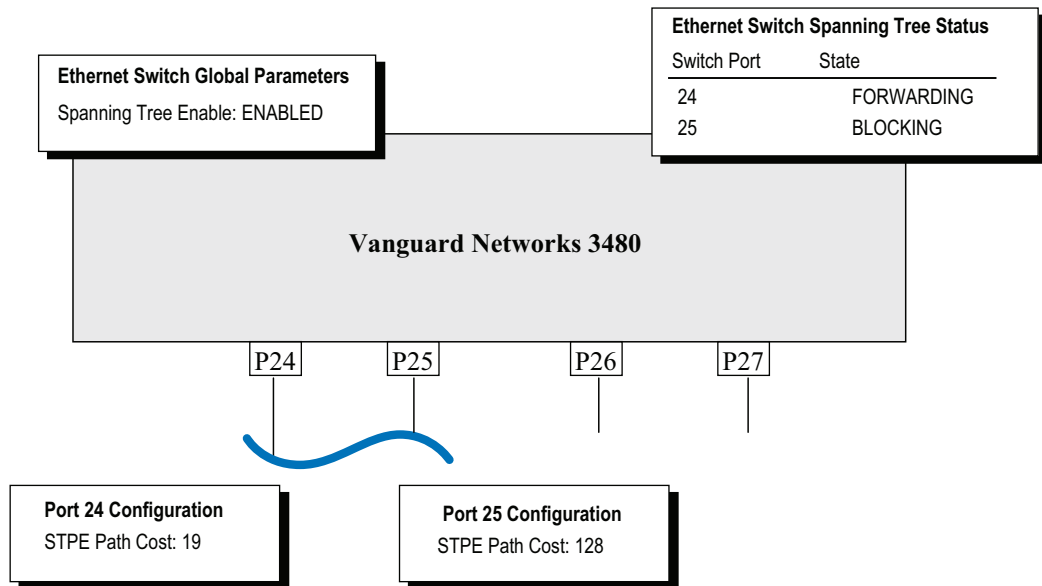 Ethernet Switch Global Parameters
Spanning Tree Enable: ENABLED
Ethernet Switch Spanning Tree Status
Switch Port State
24 FORWARDING
25 BLOCKING
Vanguard Networks 3480
P24 P25 P26 P27
Port 24 Configuration
STPE Path Cost: 19
Port 25 Configuration
STPE Path Cost: 128